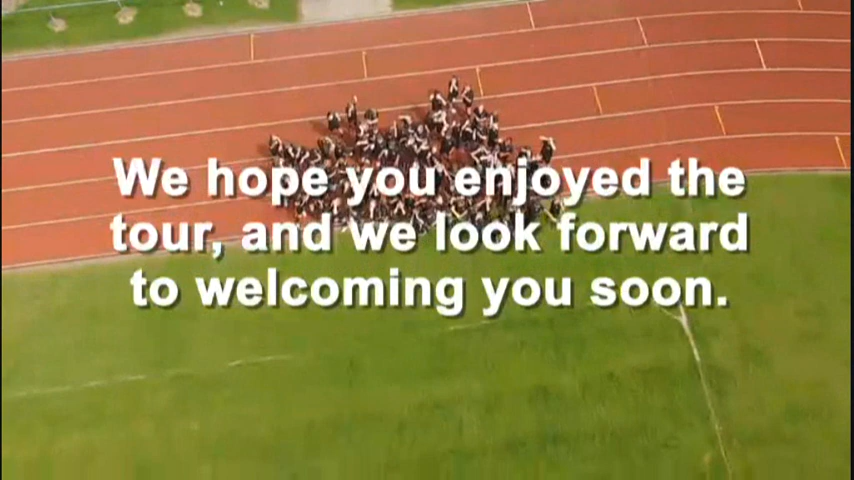 We hope you enjoyed the
tour, and we look forward
to welcoming you soon.